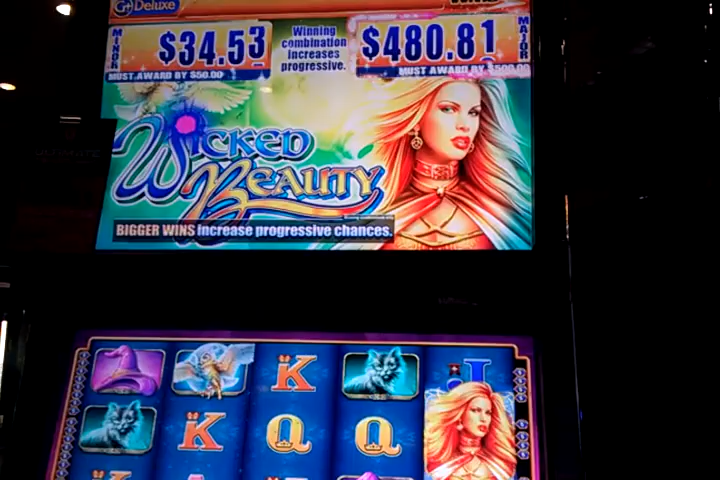 G+ Deluxe
MINOR
$34.53
MUST AWARD BY $50.00
Winning
combination
increases
progressive.
$480.81
MAJOR
MUST AWARD BY $500.00
WICKED
BEAUTY
BIGGER WINS increase progressive chances.
K
J
K
Q
Q